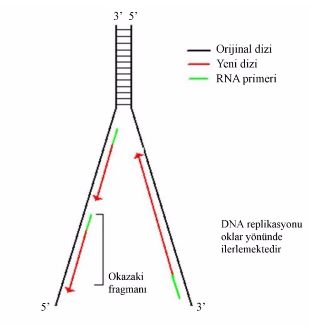 3’ 5’
Orijinal dizi
Yeni dizi
RNA primeri
DNA replikasyonu
oklar yönünde
ilerlemektedir
Okazaki
fragmanı
5’
3’